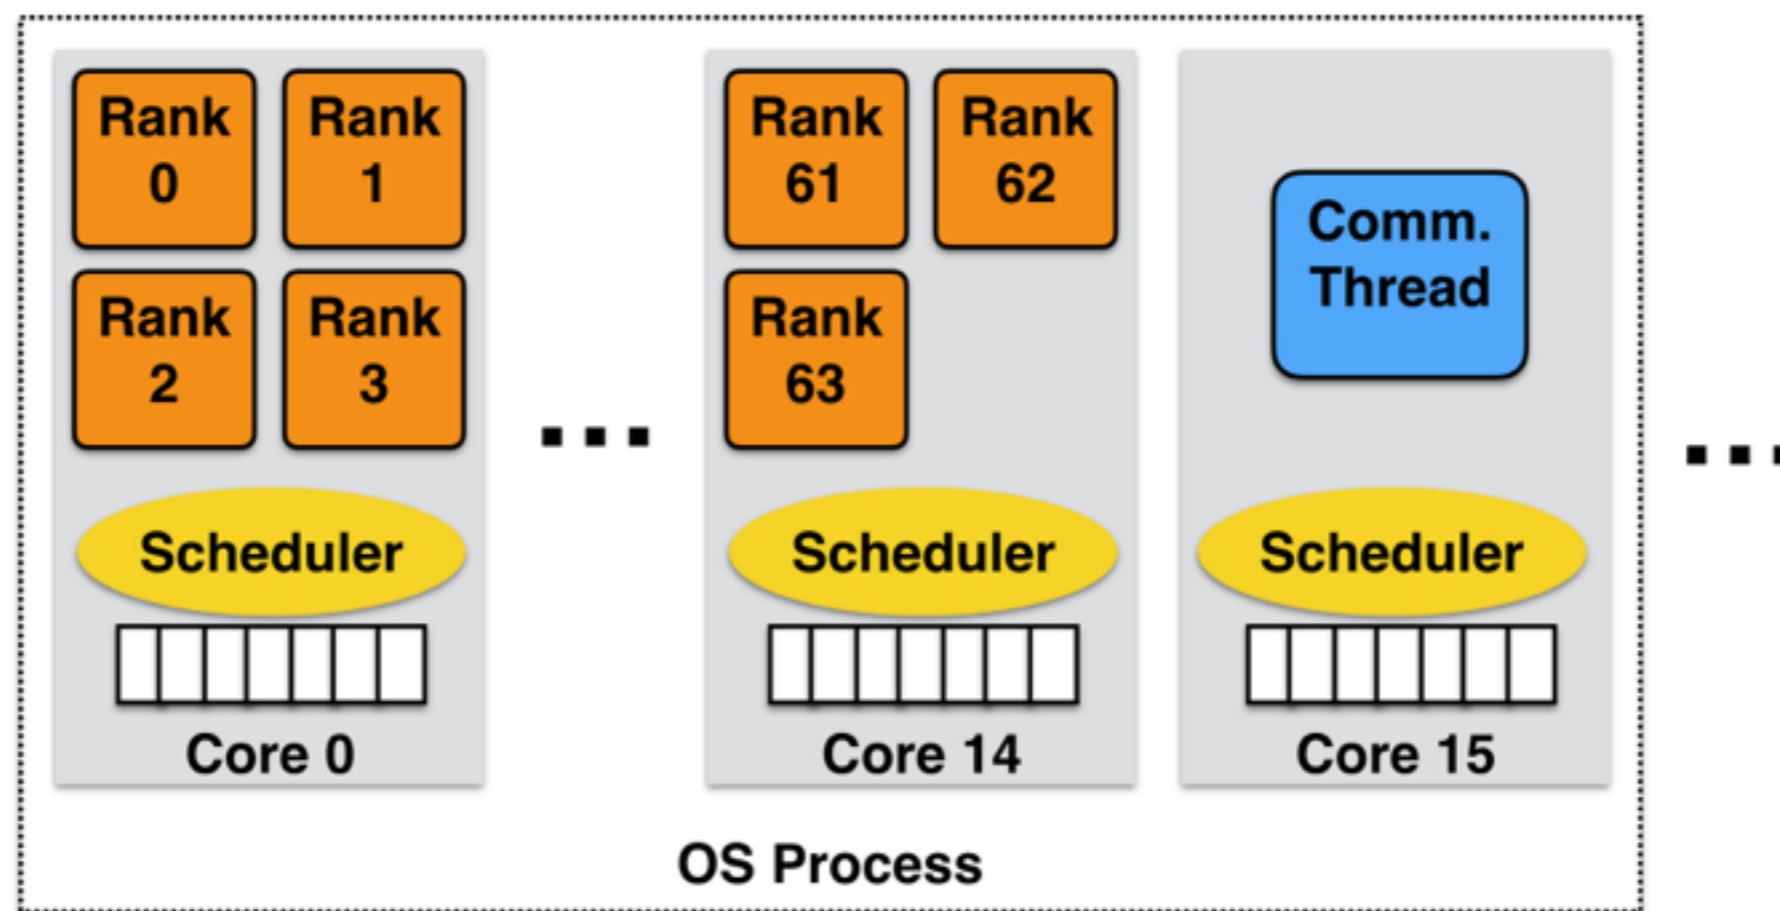 Rank
0
Rank
1
Rank
2
Rank
3
Scheduler
Core 0
...
Rank
61
Rank
62
Rank
63
Scheduler
Core 14
Comm.
Thread
Scheduler
Core 15
...
OS Process